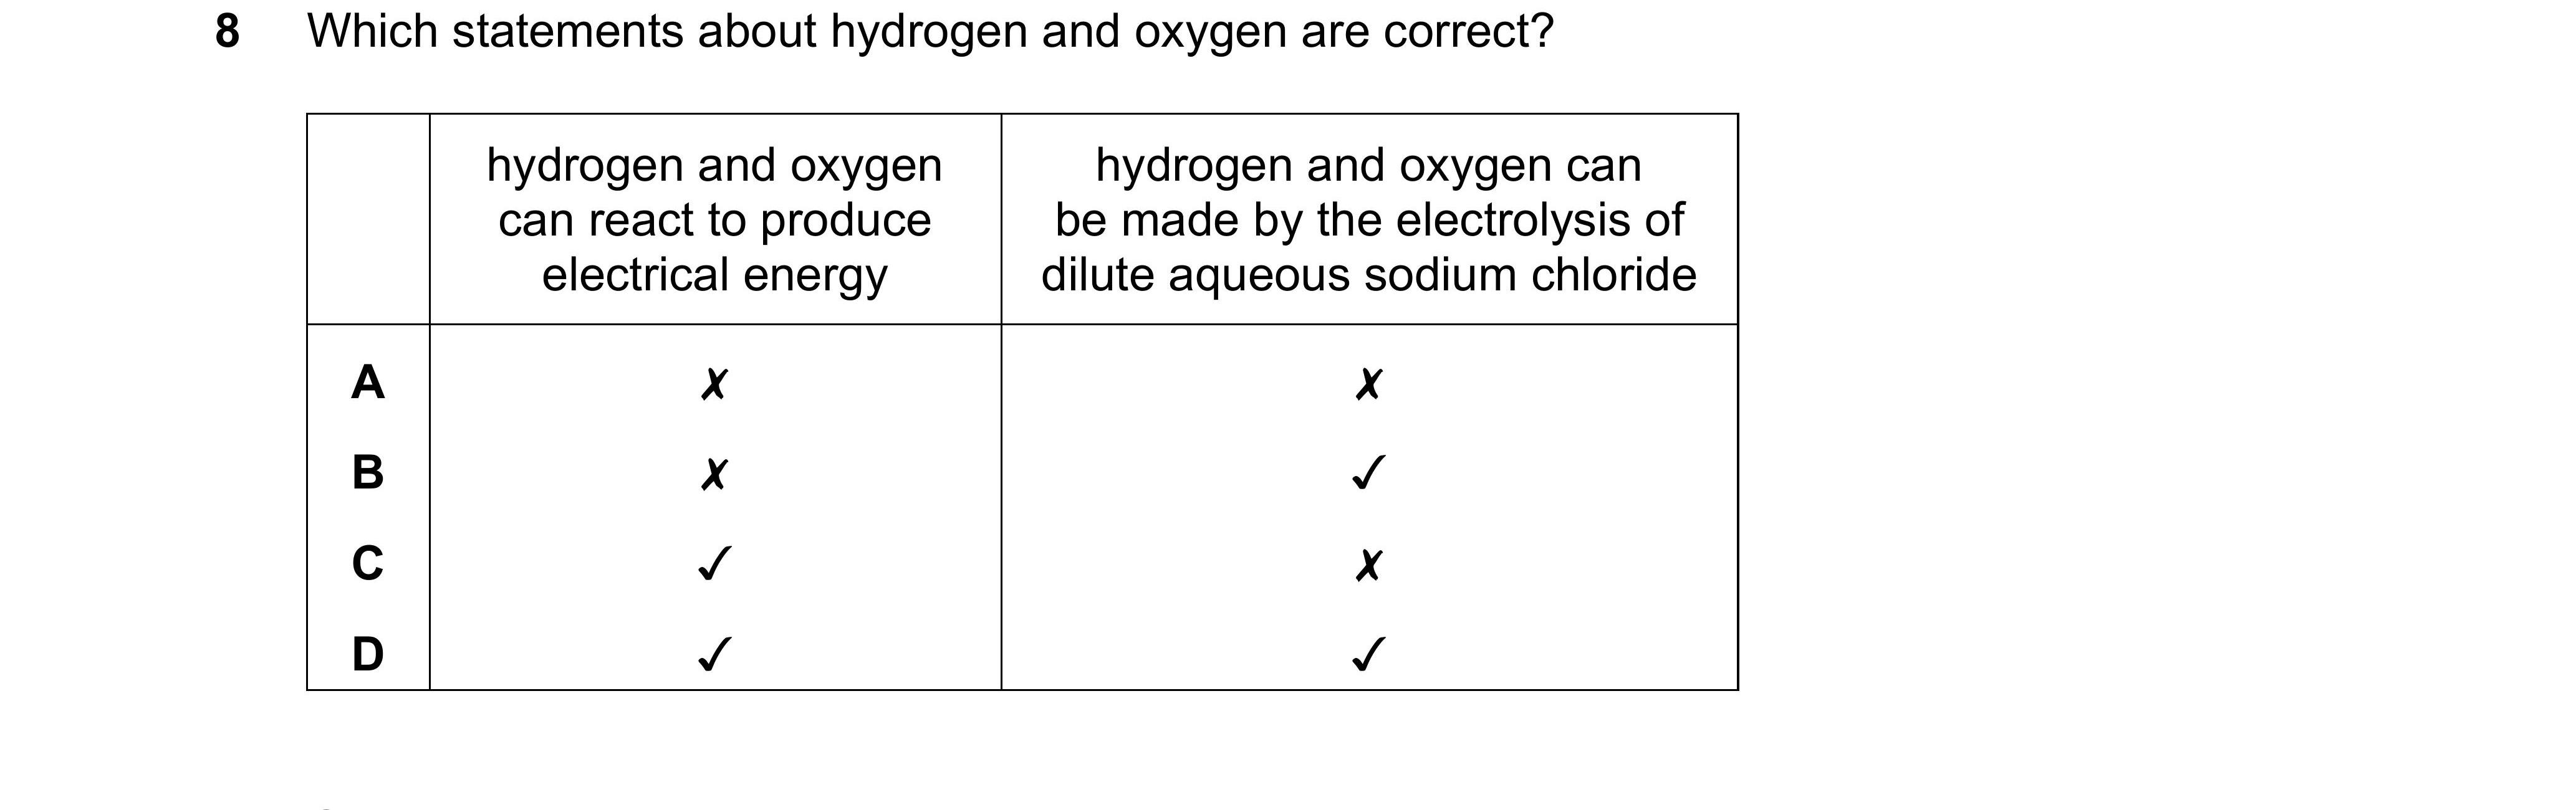 8 Which statements about hydrogen and oxygen are correct?
hydrogen and oxygen
can react to produce
electrical energy
hydrogen and oxygen can
be made by the electrolysis of
dilute aqueous sodium chloride
A ✗ ✗
B ✗ ✓
C ✓ ✗
D ✓ ✓